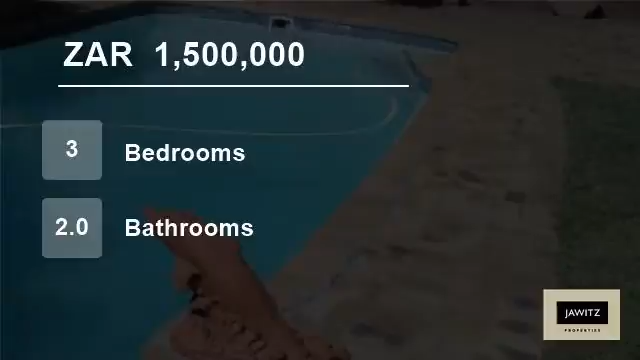 ZAR 1,500,000
3 Bedrooms
2.0 Bathrooms
JAWITZ
PROPERTIES